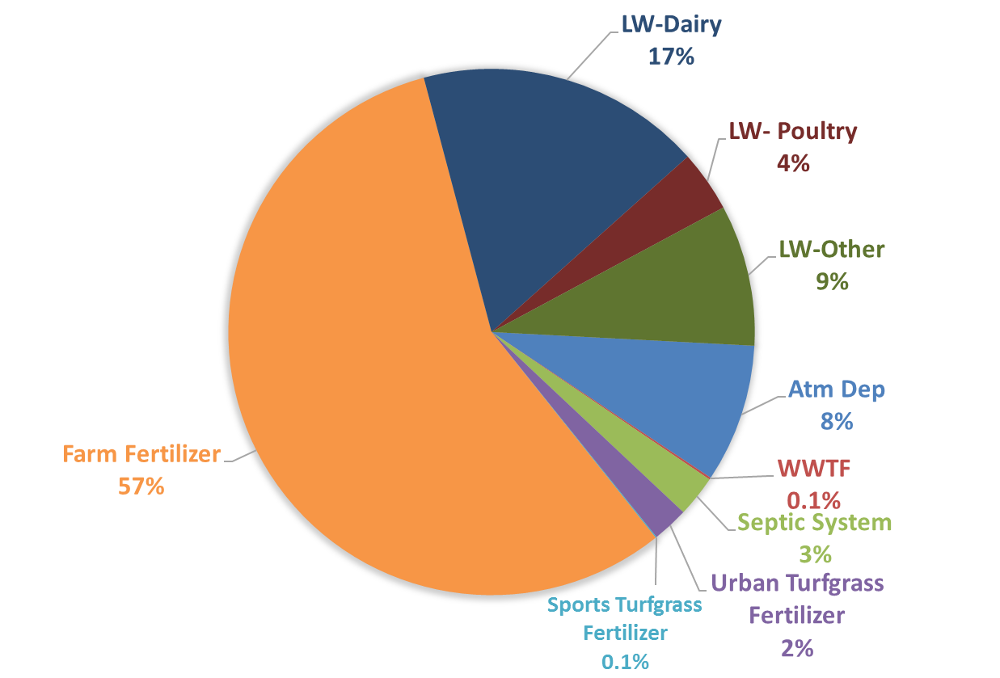 LW-Dairy
17%
LW- Poultry
4%
LW-Other
9%
Atm Dep
8%
WWTF
0.1%
Septic System
3%
Urban Turfgrass
Fertilizer
2%
Sports Turfgrass
Fertilizer
0.1%
Farm Fertilizer
57%